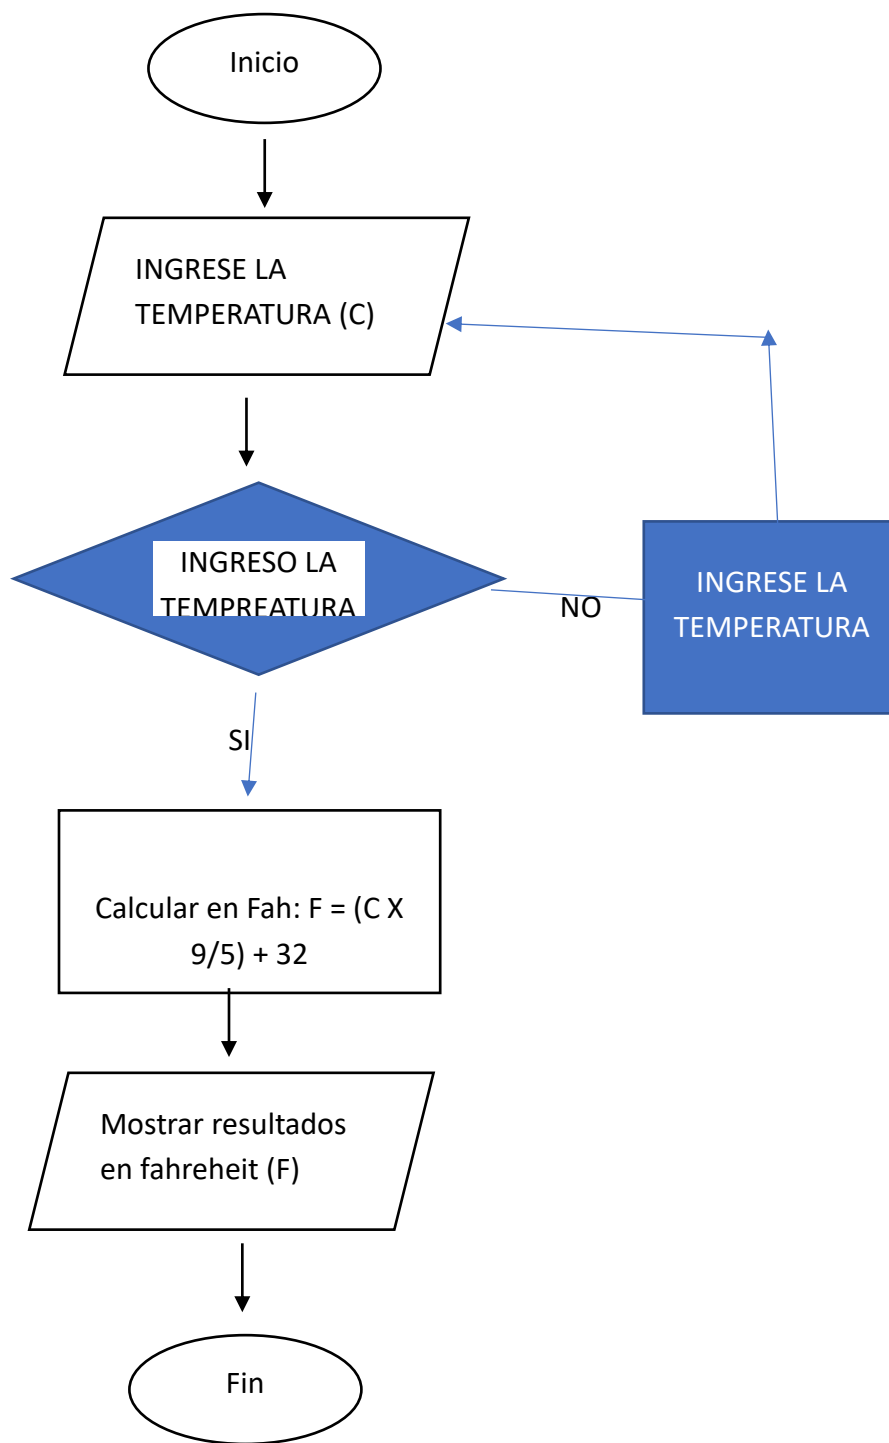 Inicio
INGRESE LA
TEMPERATURA (C)
INGRESO LA
TEMPREATURA
NO
INGRESE LA
TEMPERATURA
SI
Calcular en Fah: F = (C X
9/5) + 32
Mostrar resultados
en fahreheit (F)
Fin